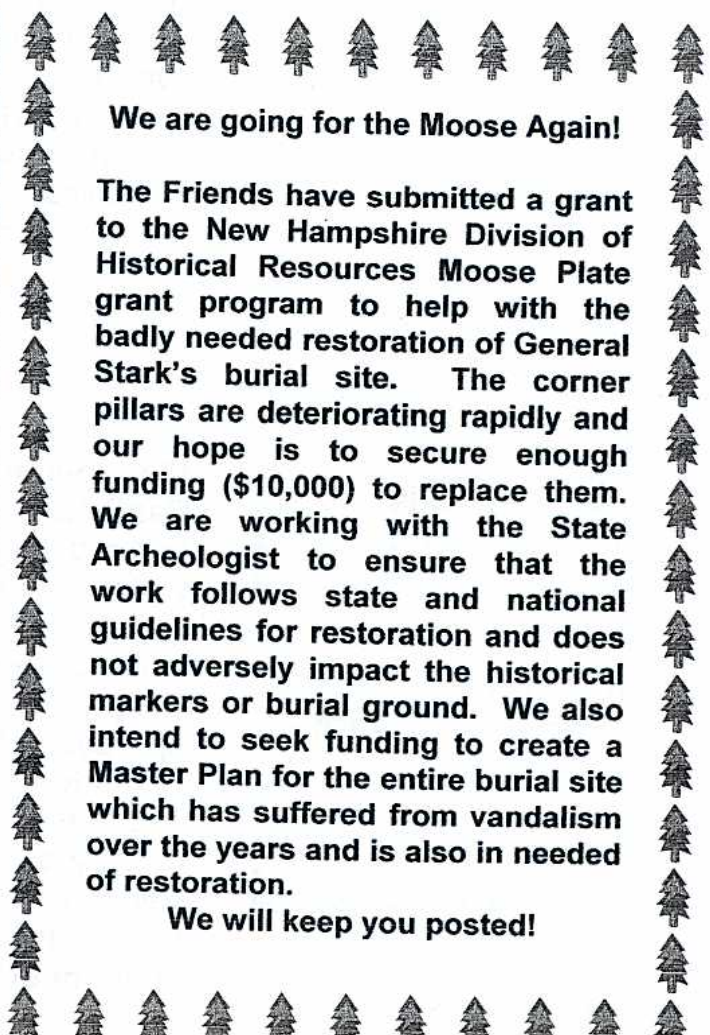 We are going for the Moose Again!
The Friends have submitted a grant
to the New Hampshire Division of
Historical Resources Moose Plate
grant program to help with the
badly needed restoration of General
Stark's burial site. The corner
pillars are deteriorating rapidly and
our hope is to secure enough
funding ($10,000) to replace them.
We are working with the State
Archeologist to ensure that the
work follows state and national
guidelines for restoration and does
not adversely impact the historical
markers or burial ground. We also
intend to seek funding to create a
Master Plan for the entire burial site
which has suffered from vandalism
over the years and is also in needed
of restoration.
We will keep you posted!